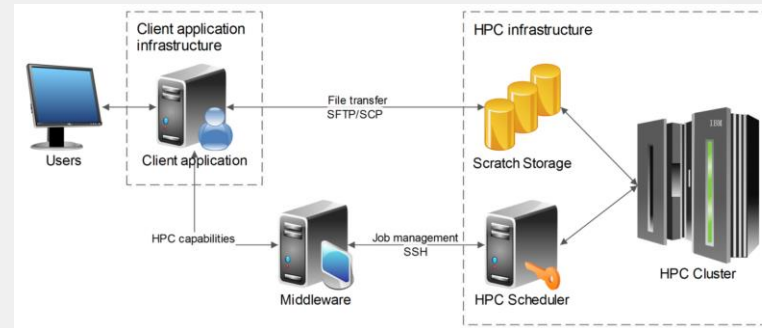 Client application
infrastructure
HPC infrastructure
File transfer
SFTP/SCP
Users
Client application
Scratch Storage
IBM
HPC capabilities
Job management
SSH
HPC Cluster
Middleware
HPC Scheduler